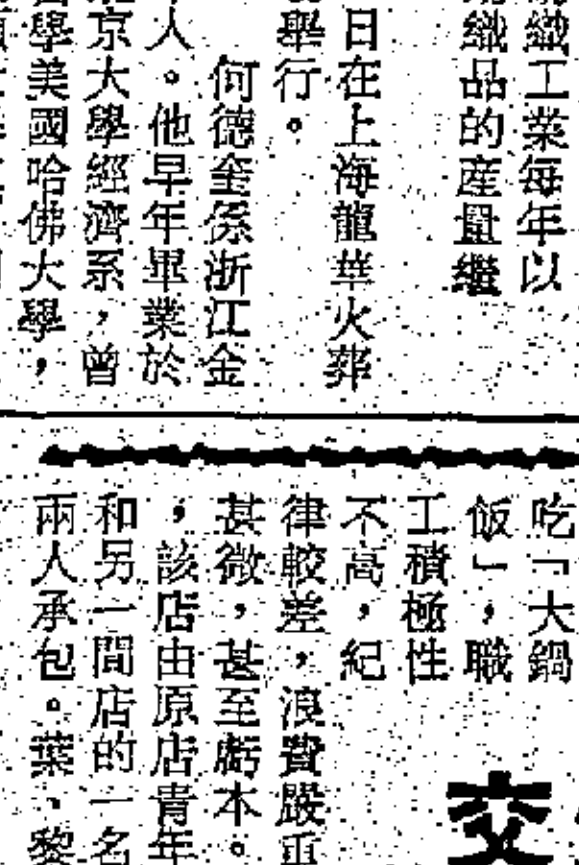 織工業每年以
織品的産量繼
日在上海龍華火葬
舉行。
何德奎係浙江金
人。他早年畢業於
京大學經濟系，曾
學美國哈佛大學，
吃「大鍋
飯」，職
工積極性
不高，紀
律較差，浪費嚴重
甚微，甚至虧本。
，該店由原店青年
和另一間店的一名
兩人承包。葉、黎
交